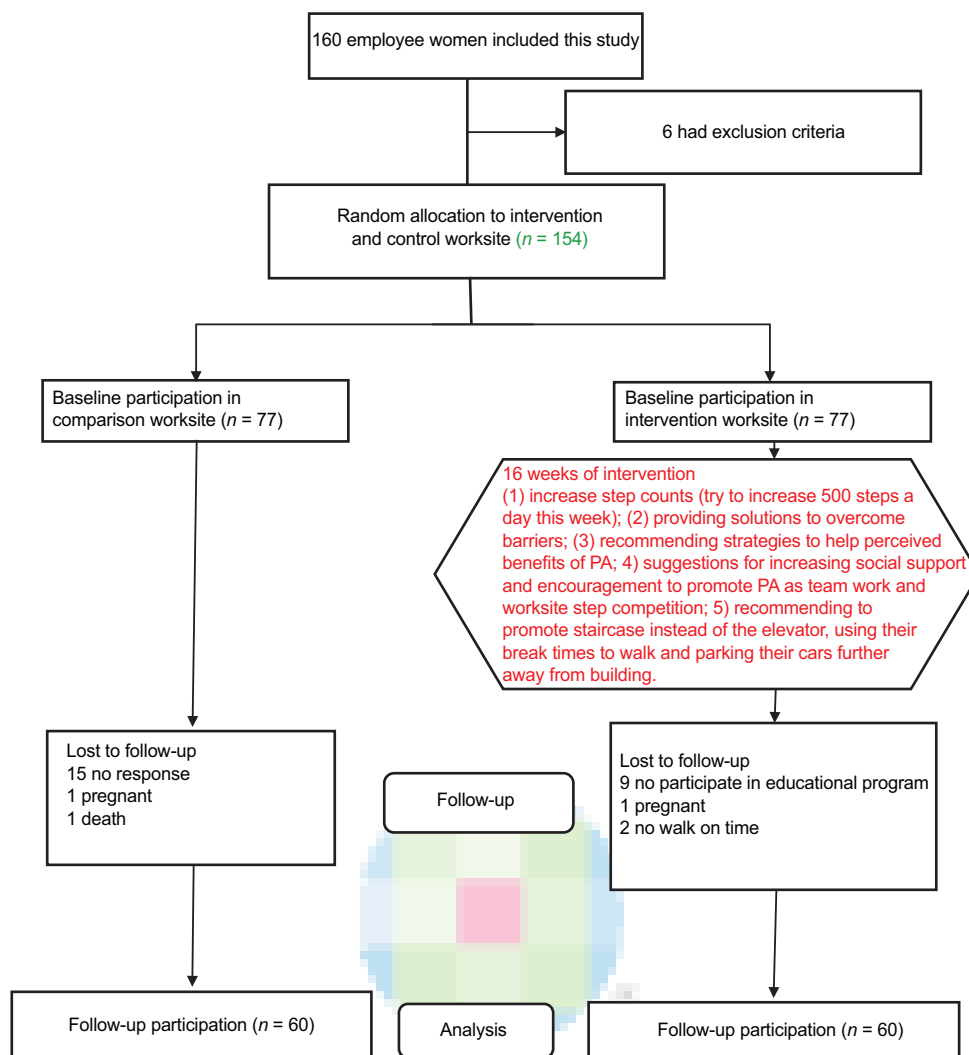 160 employee women included this study
6 had exclusion criteria
Random allocation to intervention
and control worksite (n = 154)
Baseline participation in
comparison worksite (n = 77)
Baseline participation in
intervention worksite (n = 77)
16 weeks of intervention
(1) increase step counts (try to increase 500 steps a
day this week); (2) providing solutions to overcome
barriers; (3) recommending strategies to help perceived
benefits of PA; 4) suggestions for increasing social support
and encouragement to promote PA as team work and
worksite step competition; 5) recommending to
promote staircase instead of the elevator, using their
break times to walk and parking their cars further
away from building.
Lost to follow-up
15 no response
1 pregnant
1 death
Follow-up
Lost to follow-up
9 no participate in educational program
1 pregnant
2 no walk on time
Follow-up participation (n = 60)
Analysis
Follow-up participation (n = 60)